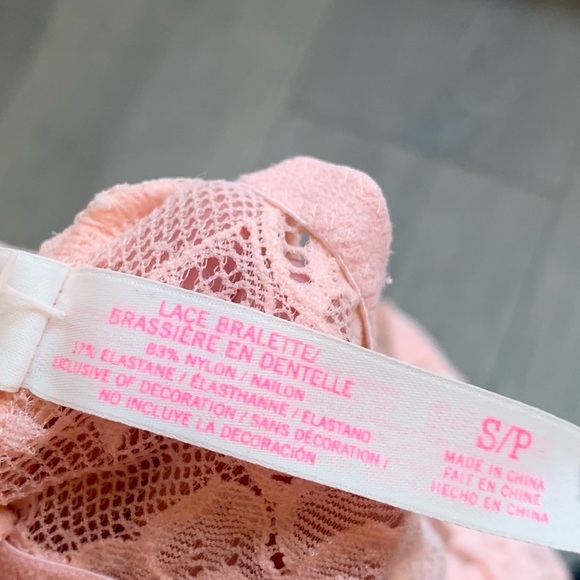 LACE BRALETTE/
BRASSIÈRE EN DENTELLE
83% NYLON / NAILON
17% ELASTANE / ÉLASTHANNE / ELASTANO
EXCLUSIVE OF DECORATION / SANS DÉCORATION /
NO INCLUYE LA DECORACIÓN
S/P
MADE IN CHINA
FAIT EN CHINE
HECHO EN CHINA